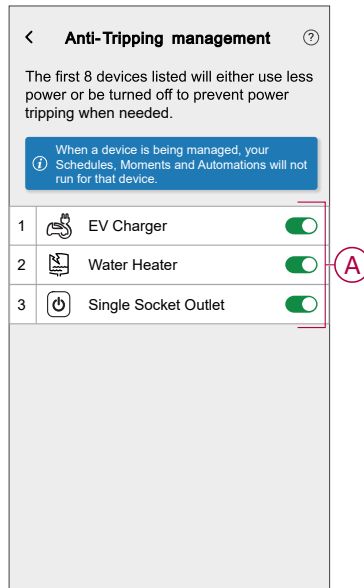 Anti-Tripping management
?
The first 8 devices listed will either use less
power or be turned off to prevent power
tripping when needed.
i
When a device is being managed, your
Schedules, Moments and Automations will not
run for that device.
1 EV Charger
2 Water Heater
3 Single Socket Outlet
A